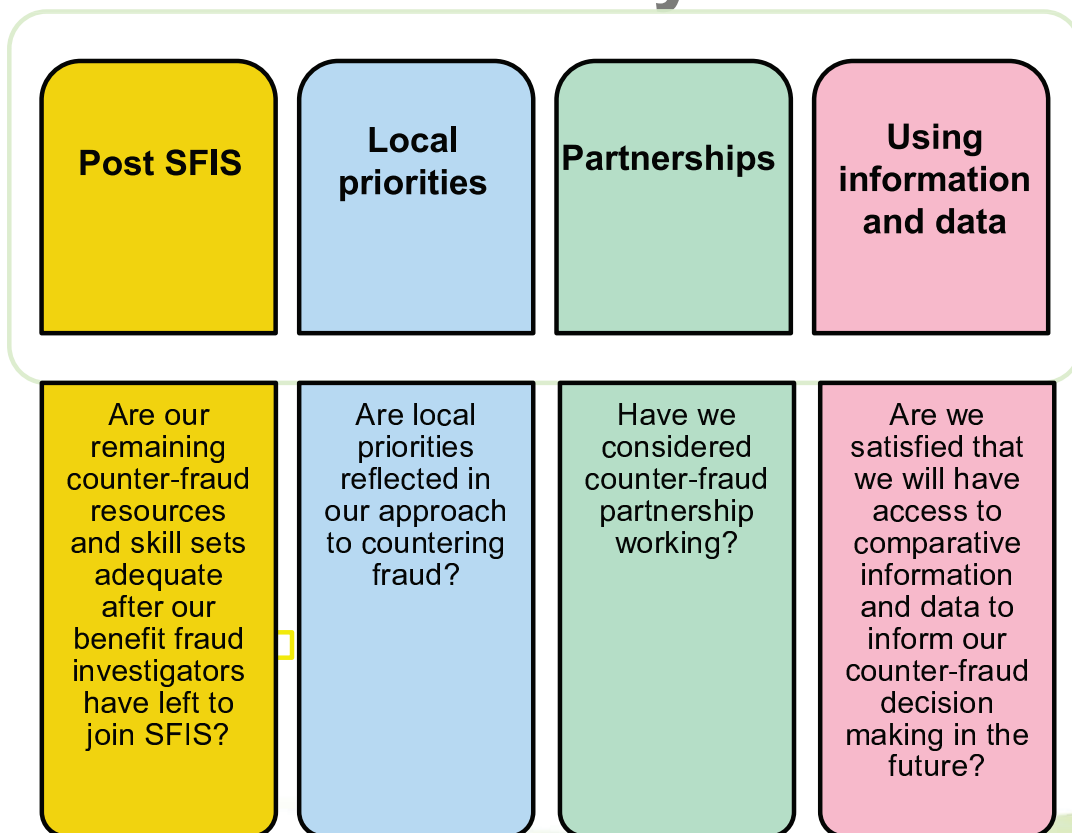 Post SFIS
Local
priorities
Partnerships
Using
information
and data
Are our
remaining
counter-fraud
resources
and skill sets
adequate
after our
benefit fraud
investigators
have left to
join SFIS?
Are local
priorities
reflected in
our approach
to countering
fraud?
Have we
considered
counter-fraud
partnership
working?
Are we
satisfied that
we will have
access to
comparative
information
and data to
inform our
counter-fraud
decision
making in the
future?